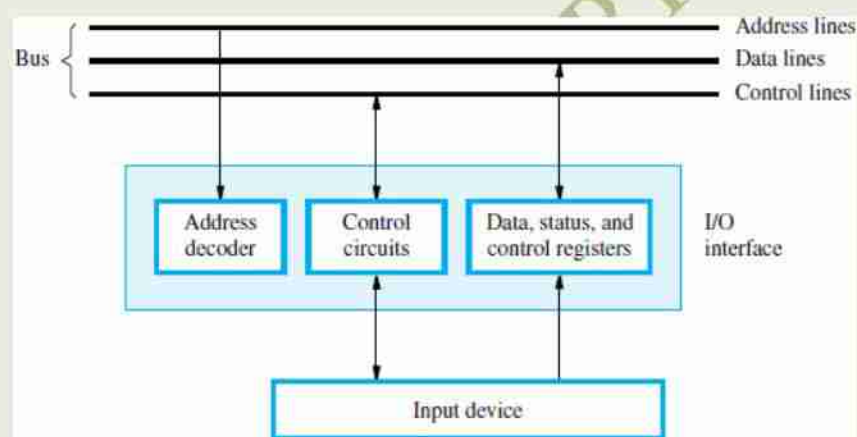 Address lines
Bus
Data lines
Control lines
Address
decoder
Control
circuits
Data, status, and
control registers
I/O
interface
Input device